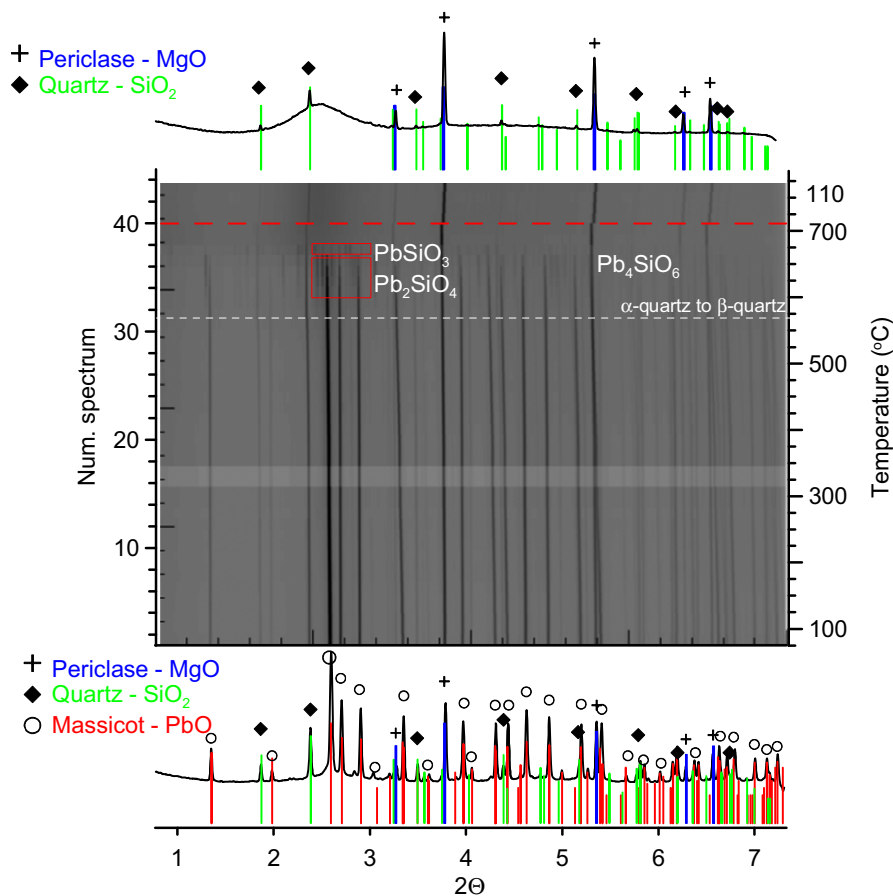 + Periclase - MgO
◆ Quartz - SiO₂
40
30
20
10
Num. spectrum
PbSiO₃
Pb₂SiO₄
Pb₄SiO₆
α-quartz to β-quartz
110
700
500
300
100
Temperature (ºC)
+ Periclase - MgO
◆ Quartz - SiO₂
○ Massicot - PbO
1 2 3 4 5 6 7
2Θ